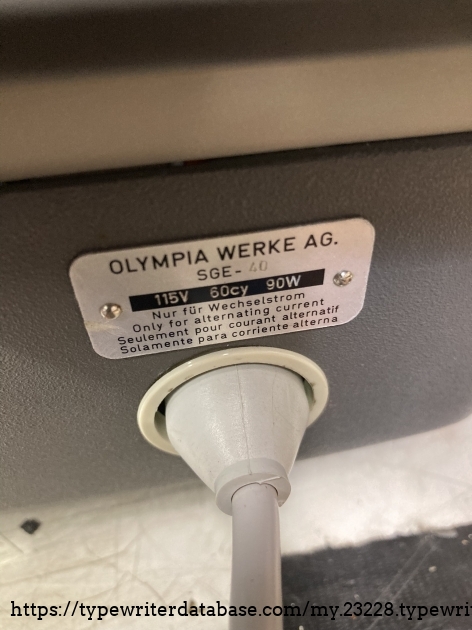 OLYMPIA WERKE AG.
SGE- 40
115V 60cy 90W
Nur für Wechselstrom
Only for alternating current
Seulement pour courant alternatif
Solamente para corriente alterna
https://typewriterdatabase.com/my.23228.typewrit